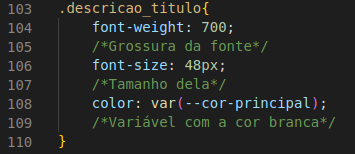 103 .descricao_titulo{
104 font-weight: 700;
105 /*Grossura da fonte*/
106 font-size: 48px;
107 /*Tamanho dela*/
108 color: var(--cor-principal);
109 /*Variável com a cor branca*/
110 }